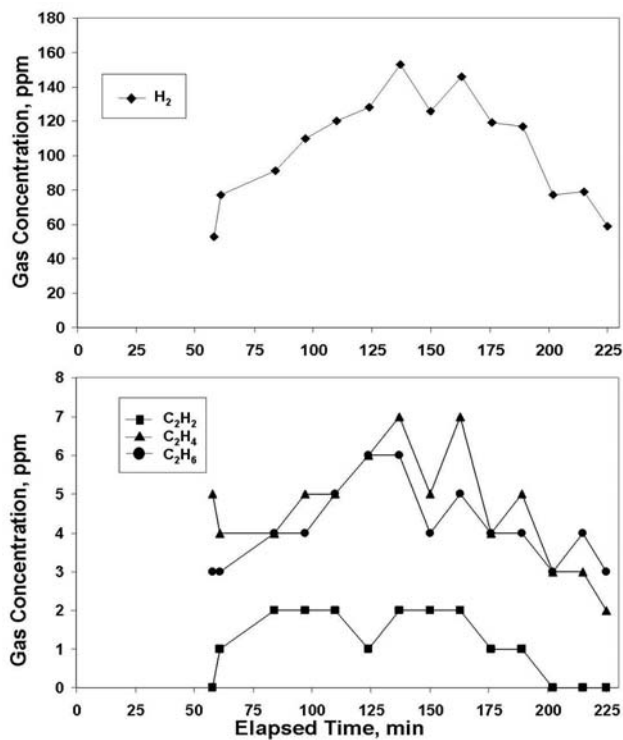 180
160
140
120
100
80
60
40
20
0
Gas Concentration, ppm
H₂
0 25 50 75 100 125 150 175 200 225
8
7
6
5
4
3
2
1
0
Gas Concentration, ppm
C₂H₂
C₂H₄
C₂H₆
0 25 50 75 100 125 150 175 200 225
Elapsed Time, min